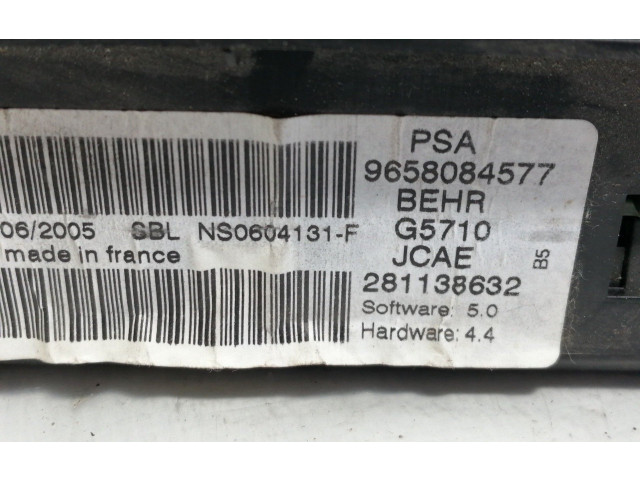 06/2005 SBL NS0604131-F
made in france
PSA
9658084577
BEHR
G5710
JCAE
281138632
Software: 5.0
Hardware: 4.4
B5